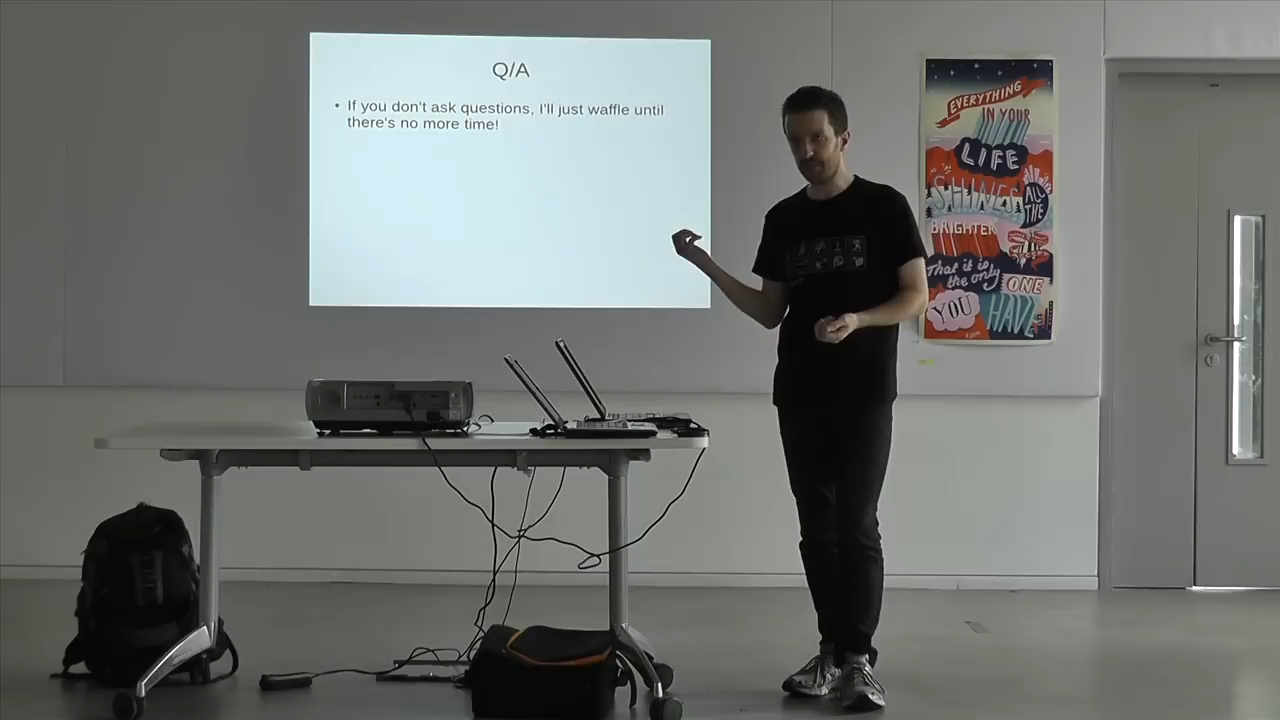 Q/A
• If you don't ask questions, I'll just waffle until
there's no more time!
EVERYTHING
IN YOUR
LIFE
SHINES
ALL
THE
BRIGHTER
That it is
the only
ONE
YOU
HAVE